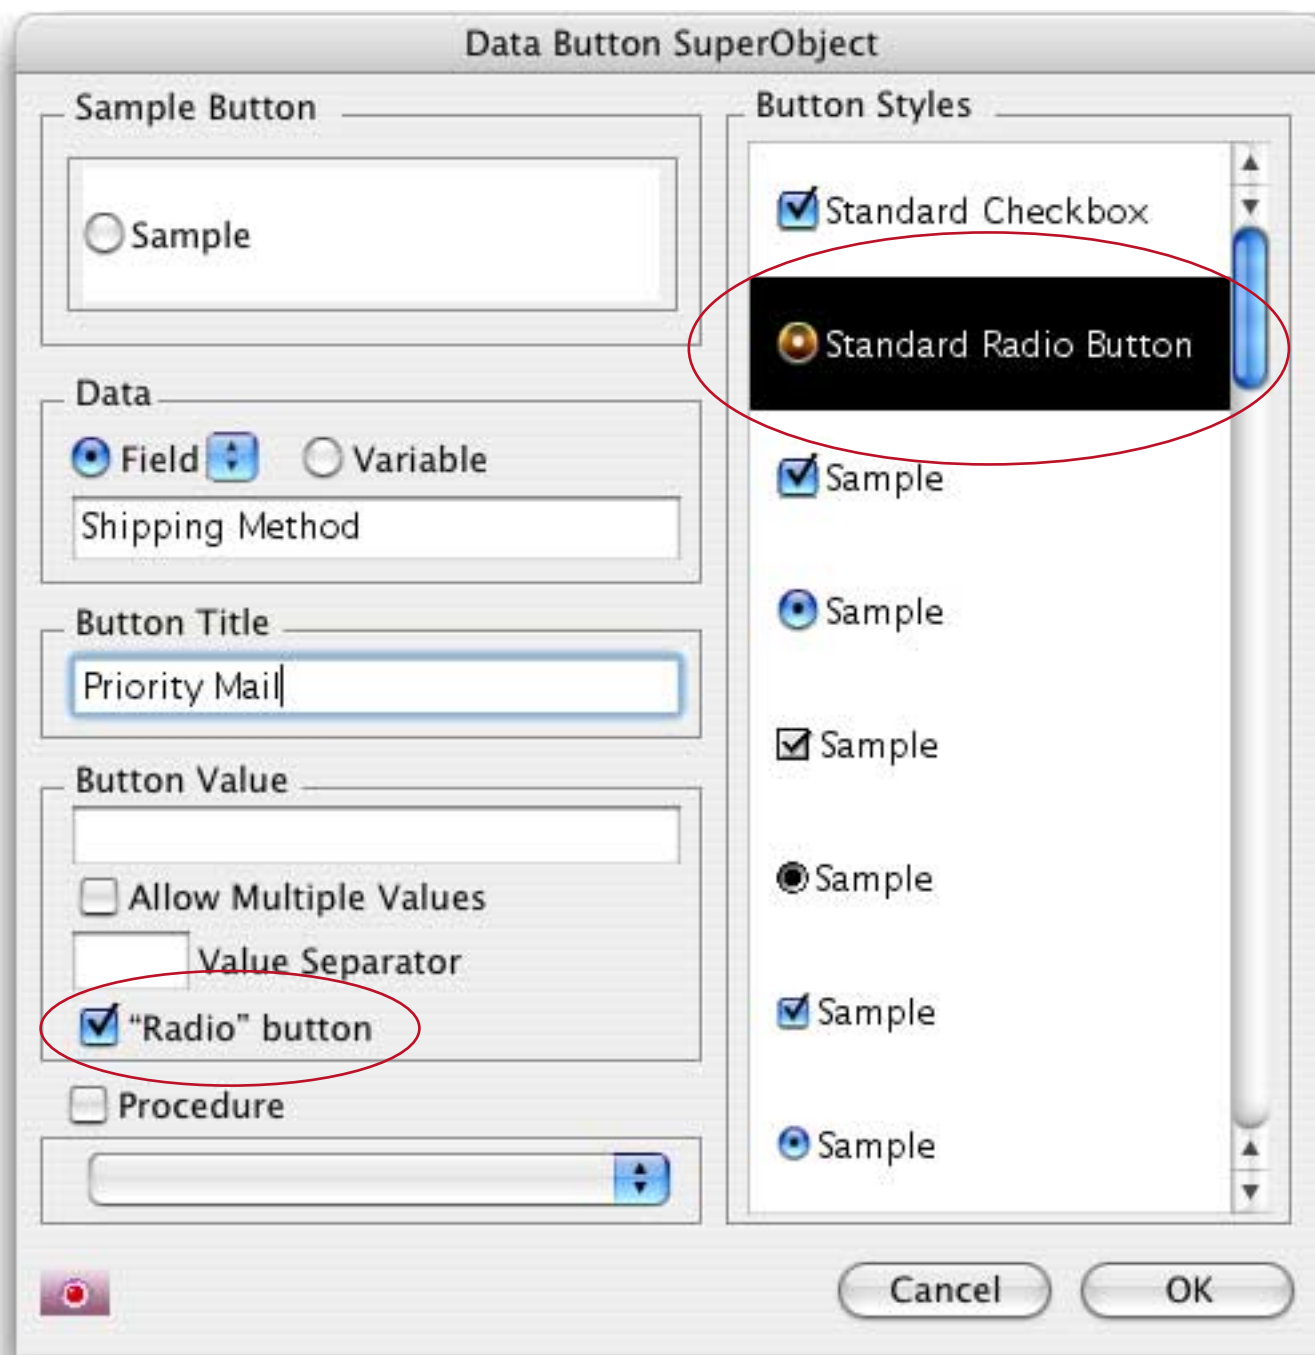 Data Button SuperObject
Sample Button
Sample
Data
Field Variable
Shipping Method
Button Title
Priority Mail
Button Value
Allow Multiple Values
Value Separator
“Radio” button
Procedure
Button Styles
Standard Checkbox
Standard Radio Button
Sample
Sample
Sample
Sample
Sample
Sample
Cancel OK